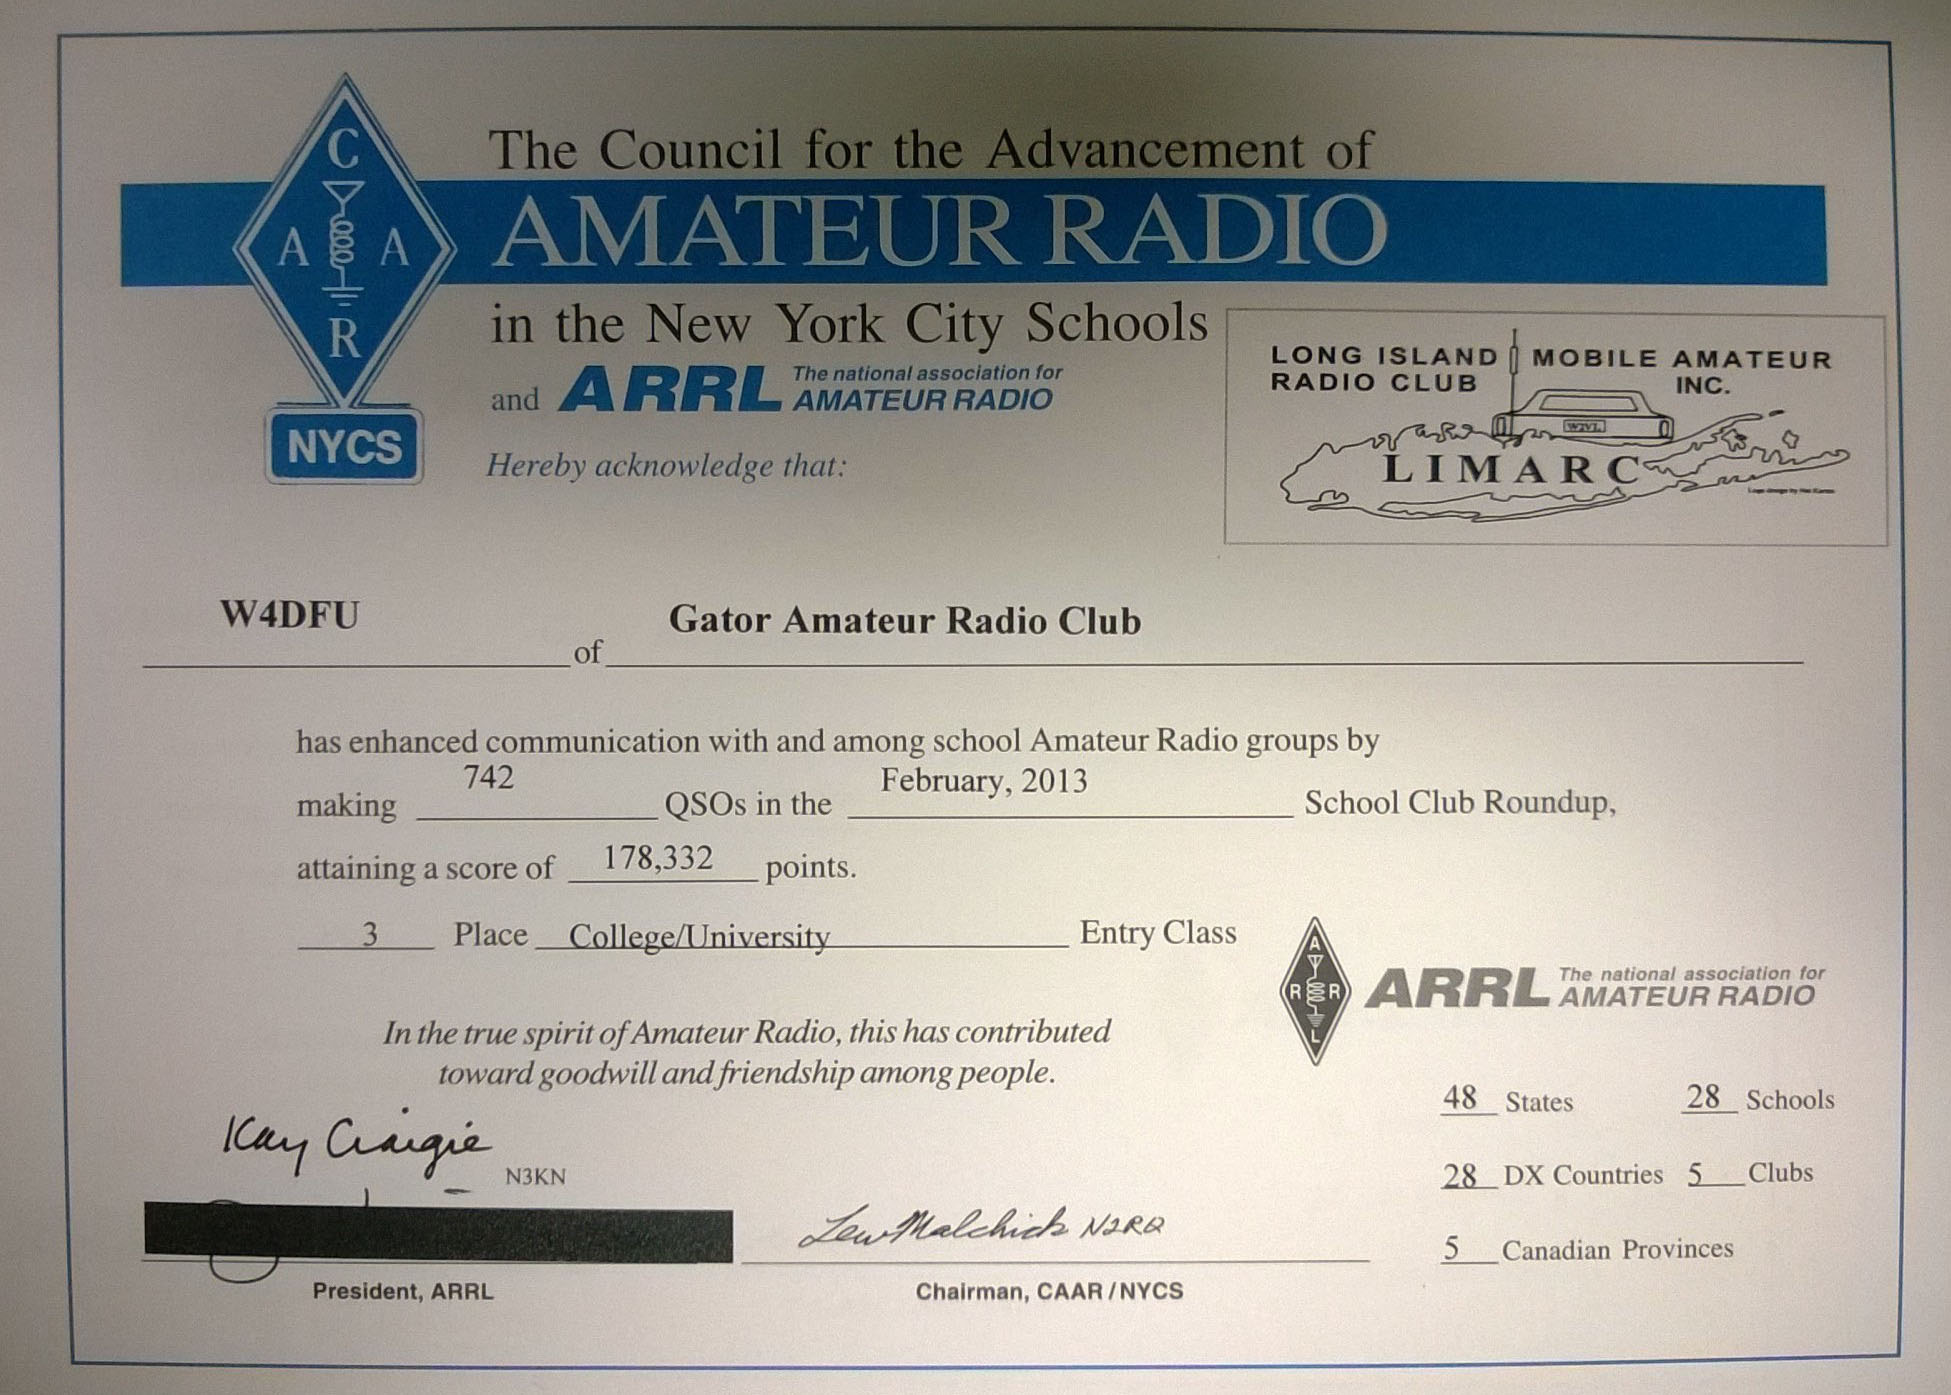 C
A A
R
NYCS
The Council for the Advancement of
AMATEUR RADIO
in the New York City Schools
and ARRL The national association for
AMATEUR RADIO
Hereby acknowledge that:
LONG ISLAND MOBILE AMATEUR
RADIO CLUB INC.
W2VL
LIMARC
W4DFU of Gator Amateur Radio Club
has enhanced communication with and among school Amateur Radio groups by
making 742 QSOs in the February, 2013 School Club Roundup,
attaining a score of 178,332 points.
3 Place College/University Entry Class
A
R R
L
ARRL The national association for
AMATEUR RADIO
In the true spirit of Amateur Radio, this has contributed
toward goodwill and friendship among people.
48 States 28 Schools
28 DX Countries 5 Clubs
5 Canadian Provinces
Kay Craigie N3KN
President, ARRL
Lew Malchick N2RQ
Chairman, CAAR/NYCS